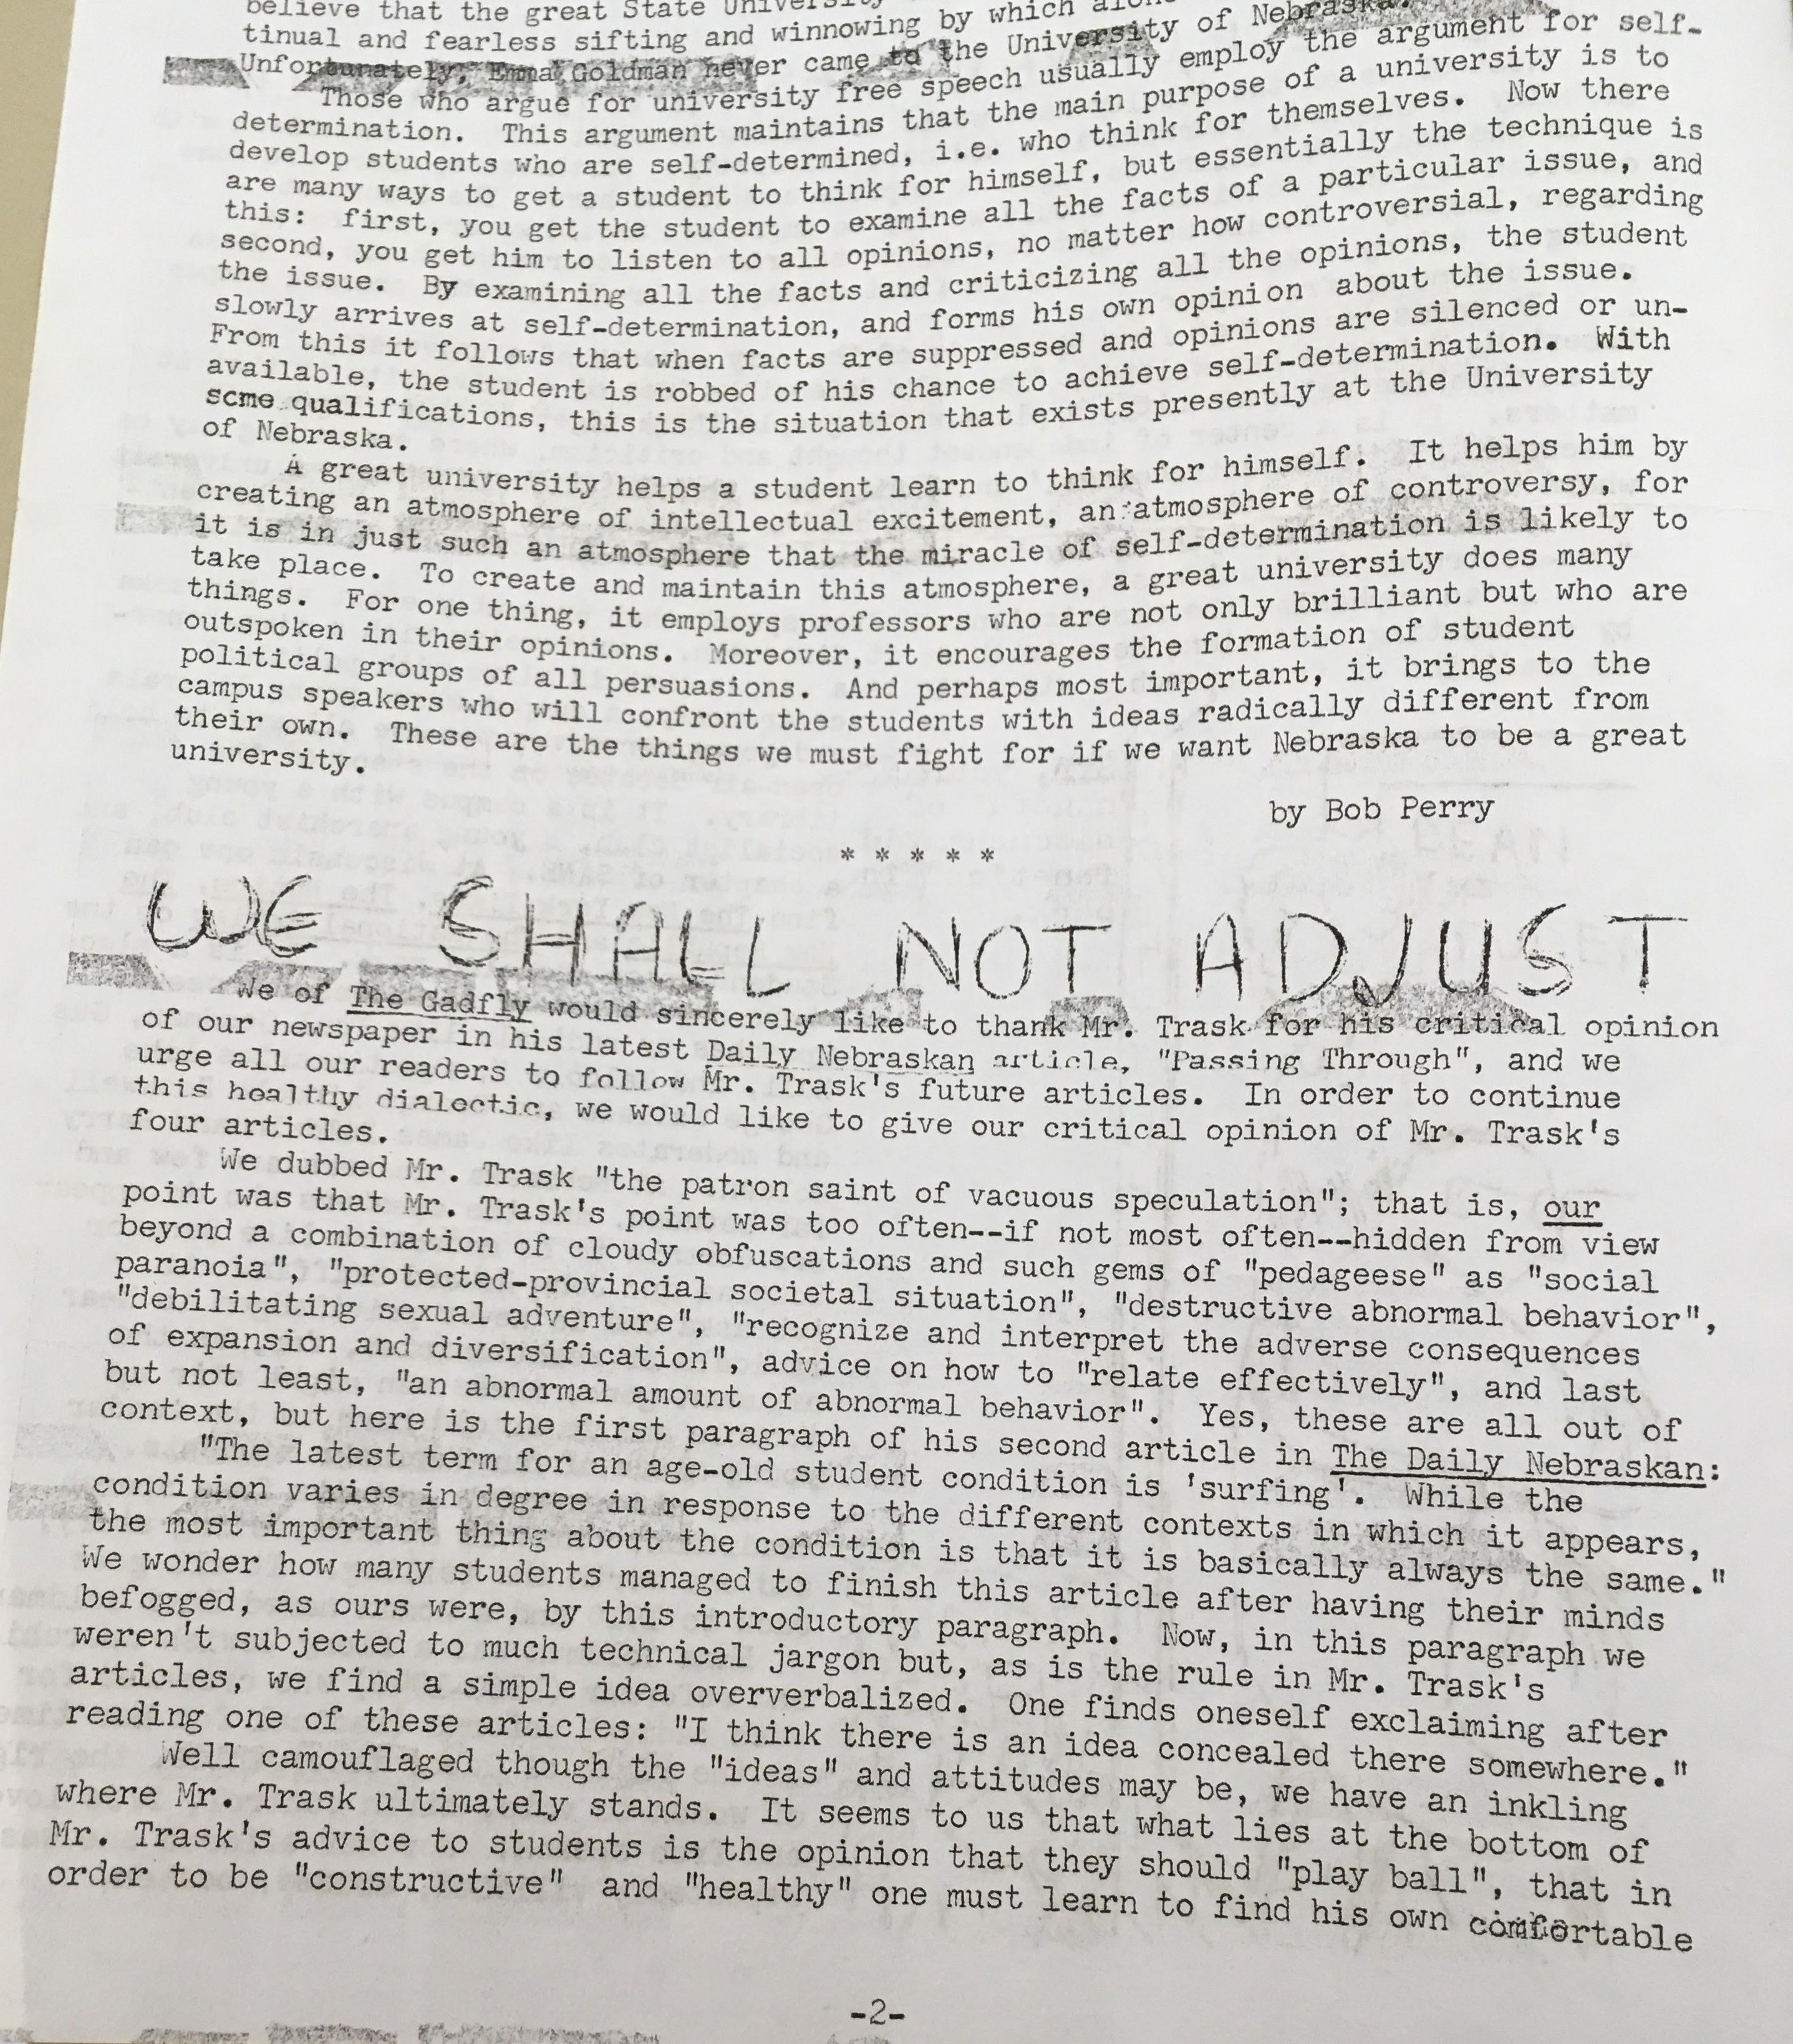 believe that the great State
tinual and fearless sifting and winnowing by which
Unfortunately, Emma Goldman never came to the University of Nebraska.
Those who argue for university free speech usually employ the argument for self-
determination. This argument maintains that the main purpose of a university is to
develop students who are self-determined, i.e. who think for themselves. Now there
are many ways to get a student to think for himself, but essentially the technique is
this: first, you get the student to examine all the facts of a particular issue, and
second, you get him to listen to all opinions, no matter how controversial, regarding
the issue. By examining all the facts and criticizing all the opinions, the student
slowly arrives at self-determination, and forms his own opinion about the issue.
From this it follows that when facts are suppressed and opinions are silenced or un-
available, the student is robbed of his chance to achieve self-determination. With
scme qualifications, this is the situation that exists presently at the University
of Nebraska.
A great university helps a student learn to think for himself. It helps him by
creating an atmosphere of intellectual excitement, an atmosphere of controversy, for
it is in just such an atmosphere that the miracle of self-determination is likely to
take place. To create and maintain this atmosphere, a great university does many
things. For one thing, it employs professors who are not only brilliant but who are
outspoken in their opinions. Moreover, it encourages the formation of student
political groups of all persuasions. And perhaps most important, it brings to the
campus speakers who will confront the students with ideas radically different from
their own. These are the things we must fight for if we want Nebraska to be a great
university.
by Bob Perry
* * * * *
WE SHALL NOT ADJUST
We of The Gadfly would sincerely like to thank Mr. Trask for his critical opinion
of our newspaper in his latest Daily Nebraskan article, "Passing Through", and we
urge all our readers to follow Mr. Trask's future articles. In order to continue
this healthy dialectic, we would like to give our critical opinion of Mr. Trask's
four articles.
We dubbed Mr. Trask "the patron saint of vacuous speculation"; that is, our
point was that Mr. Trask's point was too often--if not most often--hidden from view
beyond a combination of cloudy obfuscations and such gems of "pedageese" as "social
paranoia", "protected-provincial societal situation", "destructive abnormal behavior",
"debilitating sexual adventure", "recognize and interpret the adverse consequences
of expansion and diversification", advice on how to "relate effectively", and last
but not least, "an abnormal amount of abnormal behavior". Yes, these are all out of
context, but here is the first paragraph of his second article in The Daily Nebraskan:
"The latest term for an age-old student condition is 'surfing'. While the
condition varies in degree in response to the different contexts in which it appears,
the most important thing about the condition is that it is basically always the same."
We wonder how many students managed to finish this article after having their minds
befogged, as ours were, by this introductory paragraph. Now, in this paragraph we
weren't subjected to much technical jargon but, as is the rule in Mr. Trask's
articles, we find a simple idea oververbalized. One finds oneself exclaiming after
reading one of these articles: "I think there is an idea concealed there somewhere."
Well camouflaged though the "ideas" and attitudes may be, we have an inkling
where Mr. Trask ultimately stands. It seems to us that what lies at the bottom of
Mr. Trask's advice to students is the opinion that they should "play ball", that in
order to be "constructive" and "healthy" one must learn to find his own comfortable
-2-